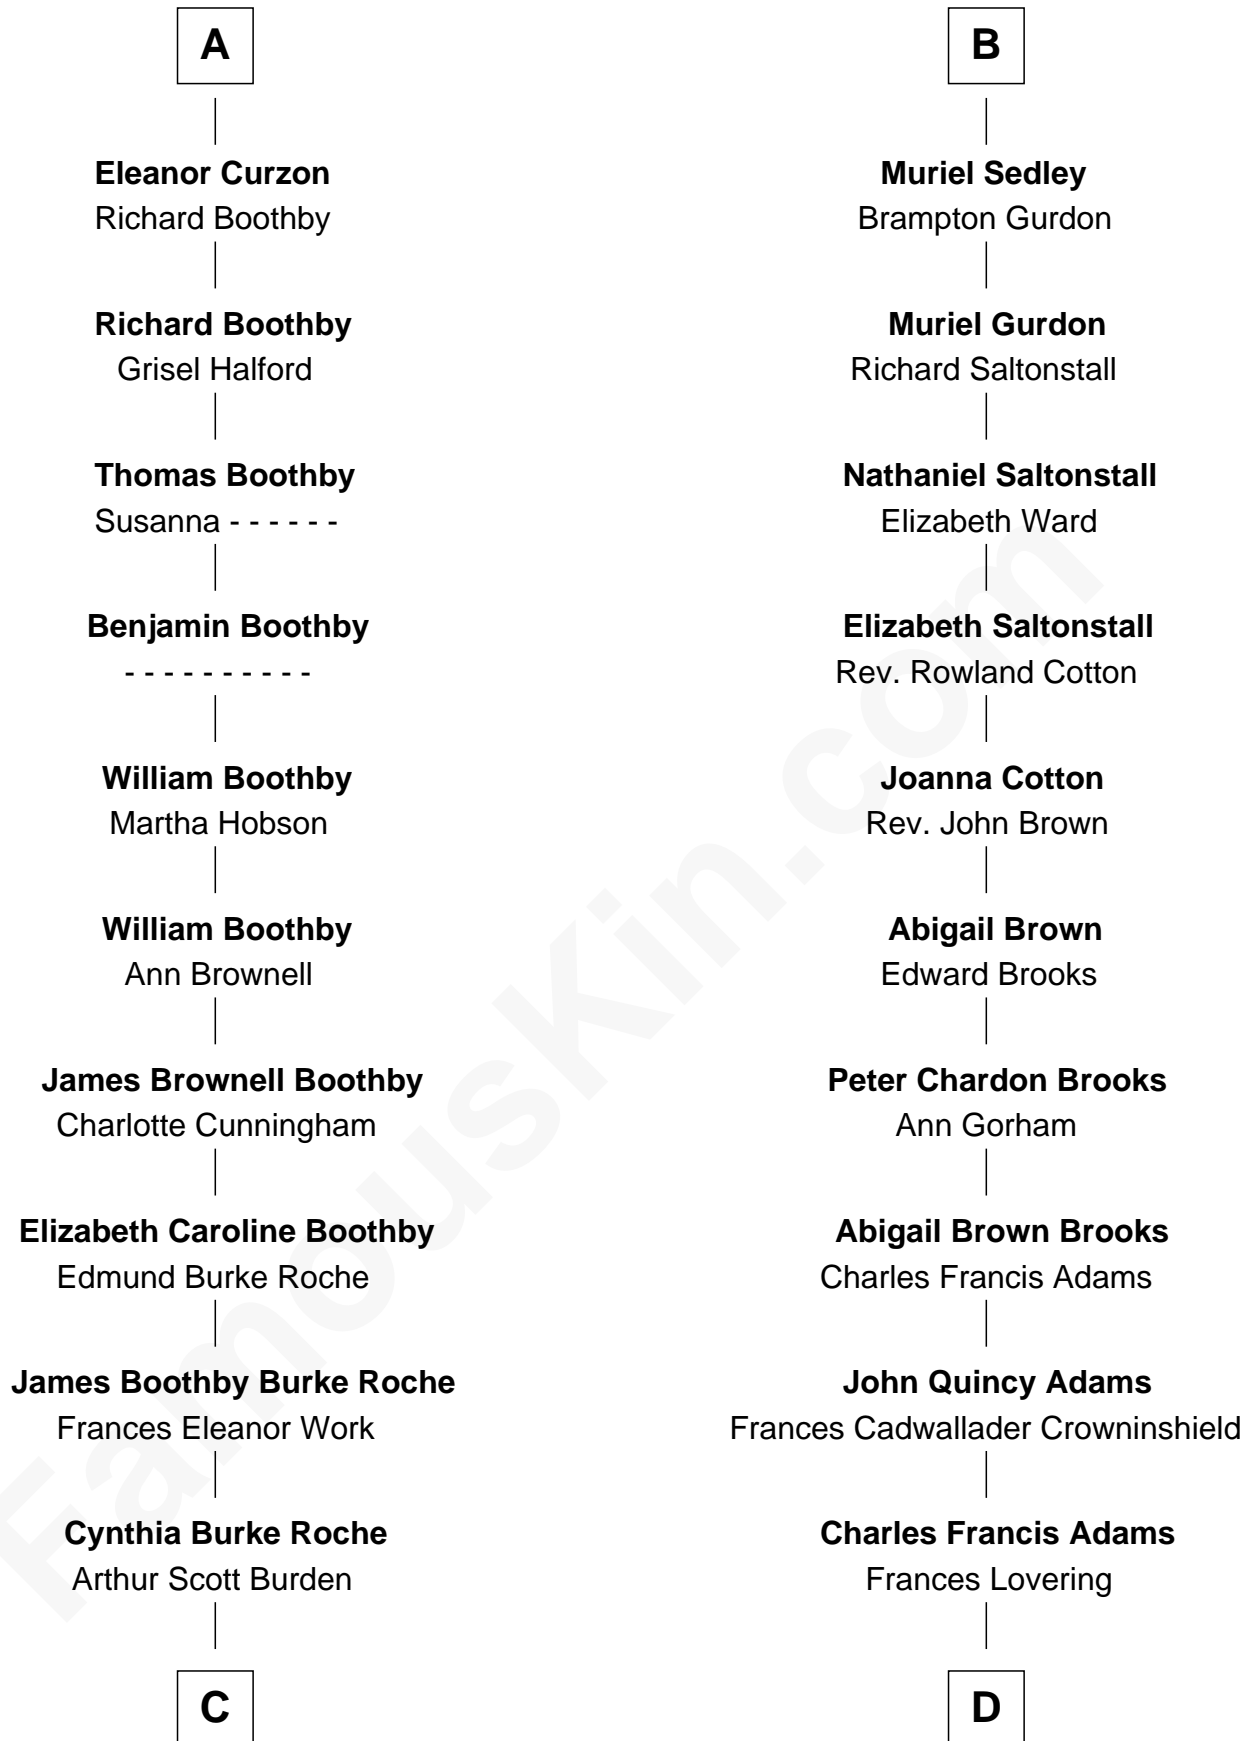 A
Eleanor Curzon
Richard Boothby
Richard Boothby
Grisel Halford
Thomas Boothby
Susanna - - - - - -
Benjamin Boothby
- - - - - - - - - -
William Boothby
Martha Hobson
William Boothby
Ann Brownell
James Brownell Boothby
Charlotte Cunningham
Elizabeth Caroline Boothby
Edmund Burke Roche
James Boothby Burke Roche
Frances Eleanor Work
Cynthia Burke Roche
Arthur Scott Burden
C
B
Muriel Sedley
Brampton Gurdon
Muriel Gurdon
Richard Saltonstall
Nathaniel Saltonstall
Elizabeth Ward
Elizabeth Saltonstall
Rev. Rowland Cotton
Joanna Cotton
Rev. John Brown
Abigail Brown
Edward Brooks
Peter Chardon Brooks
Ann Gorham
Abigail Brown Brooks
Charles Francis Adams
John Quincy Adams
Frances Cadwallader Crowninshield
Charles Francis Adams
Frances Lovering
D
FamousKin.com